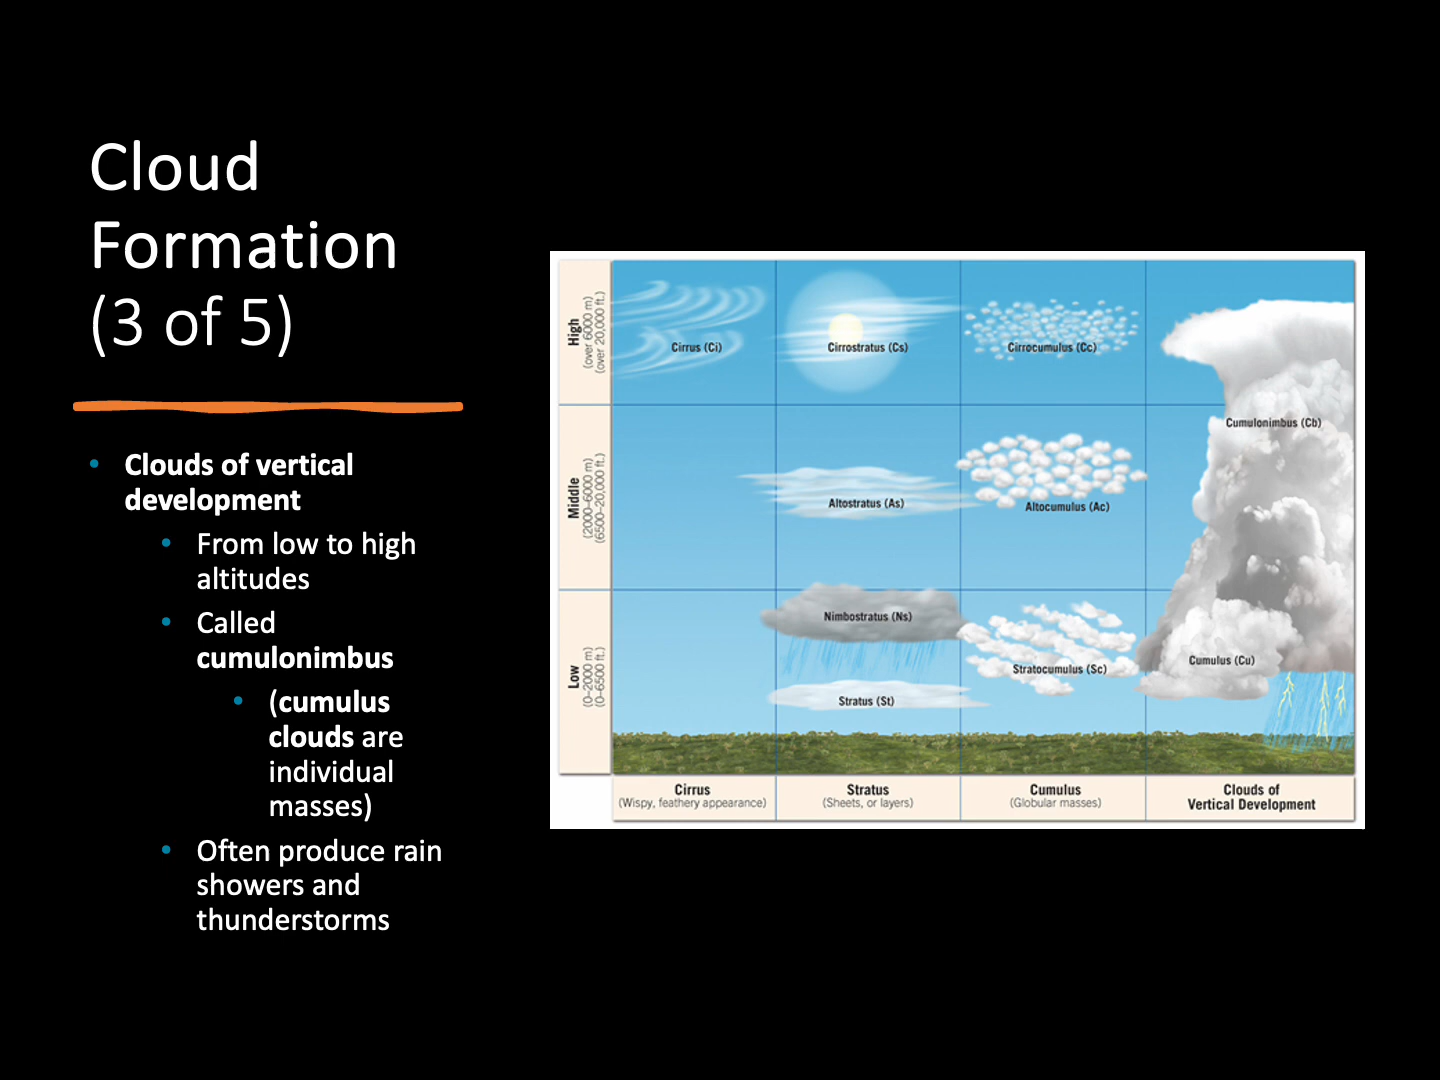 Cloud
Formation
(3 of 5)
• Clouds of vertical
development
• From low to high
altitudes
• Called
cumulonimbus
• (cumulus
clouds are
individual
masses)
• Often produce rain
showers and
thunderstorms
High
(over 6000 m)
(over 20,000 ft.)
Cirrus (Ci)
Cirrostratus (Cs)
Cirrocumulus (Cc)
Cumulonimbus (Cb)
Middle
(2000–6000 m)
(6500–20,000 ft.)
Altostratus (As)
Altocumulus (Ac)
Low
(0–2000 m)
(0–6500 ft.)
Nimbostratus (Ns)
Stratocumulus (Sc)
Cumulus (Cu)
Stratus (St)
Cirrus
(Wispy, feathery appearance)
Stratus
(Sheets, or layers)
Cumulus
(Globular masses)
Clouds of
Vertical Development